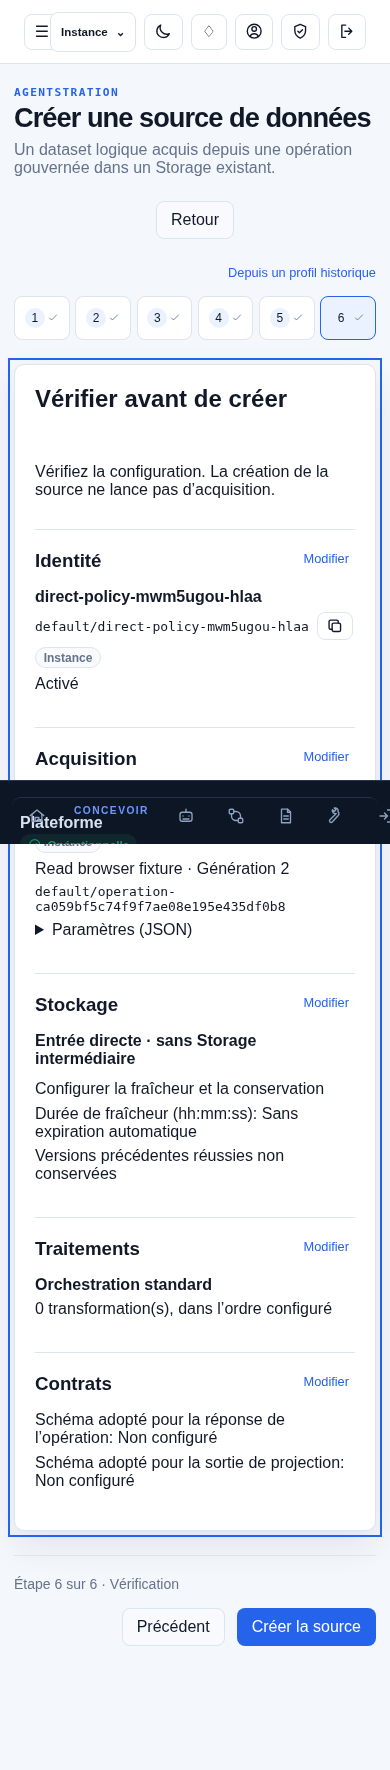 Instance
AGENTSTRATION
Créer une source de données
Un dataset logique acquis depuis une opération
gouvernée dans un Storage existant.
Retour
Depuis un profil historique
1
2
3
4
5
6
Vérifier avant de créer
Vérifiez la configuration. La création de la
source ne lance pas d’acquisition.
Identité
Modifier
direct-policy-mwm5ugou-hlaa
default/direct-policy-mwm5ugou-hlaa
Instance
Activé
Acquisition
Modifier
CONCEVOIR
Plateforme
Instance
Read browser fixture · Génération 2
default/operation-
ca059bf5c74f9f7ae08e195e435df0b8
Paramètres (JSON)
Stockage
Modifier
Entrée directe · sans Storage
intermédiaire
Configurer la fraîcheur et la conservation
Durée de fraîcheur (hh:mm:ss): Sans
expiration automatique
Versions précédentes réussies non
conservées
Traitements
Modifier
Orchestration standard
0 transformation(s), dans l’ordre configuré
Contrats
Modifier
Schéma adopté pour la réponse de
l’opération: Non configuré
Schéma adopté pour la sortie de projection:
Non configuré
Étape 6 sur 6 · Vérification
Précédent
Créer la source